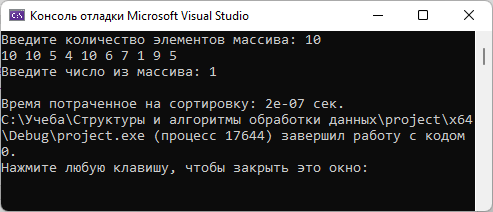 Консоль отладки Microsoft Visual Studio
Введите количество элементов массива: 10
10 10 5 4 10 6 7 1 9 5
Введите число из массива: 1
Время потраченное на сортировку: 2e-07 сек.
C:\Учеба\Структуры и алгоритмы обработки данных\project\x64
\Debug\project.exe (процесс 17644) завершил работу с кодом
0.
Нажмите любую клавишу, чтобы закрыть это окно: